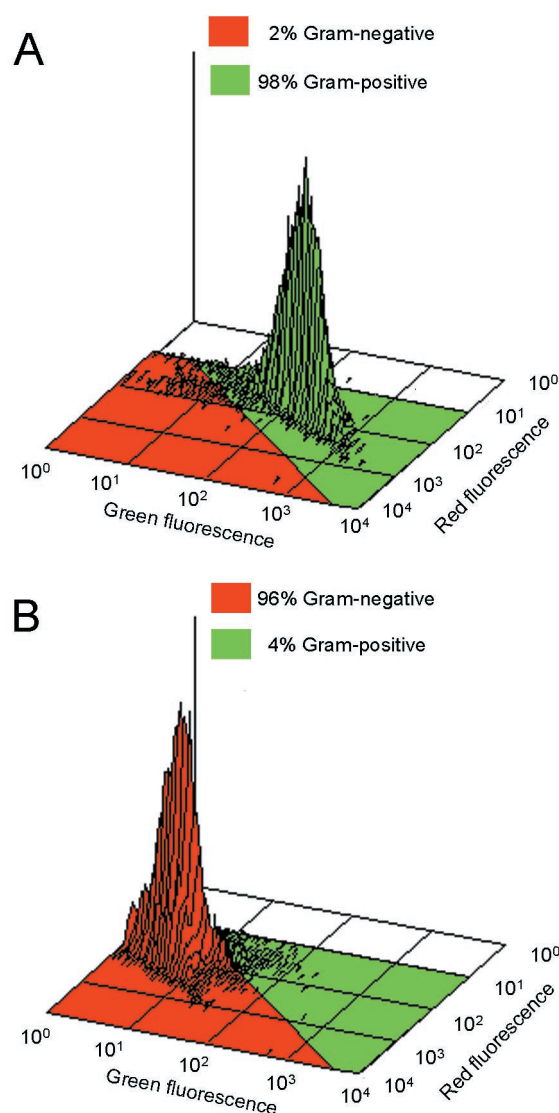 A
2% Gram-negative
98% Gram-positive
10⁰
10¹
10²
10³
10⁴
Green fluorescence
10⁴
10³
10²
10¹
10⁰
Red fluorescence
B
96% Gram-negative
4% Gram-positive
10⁰
10¹
10²
10³
10⁴
Green fluorescence
10⁴
10³
10²
10¹
10⁰
Red fluorescence